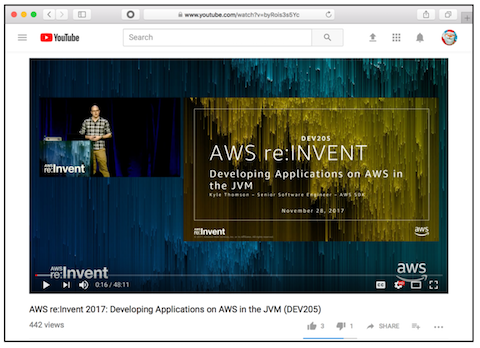 www.youtube.com/watch?v=byRois3sSYc
YouTube
Search
DEV205
AWS re:INVENT
Developing Applications on AWS in
the JVM
Kyle Thomson – Senior Software Engineer – AWS SDK
November 28, 2017
AWS
re:Invent
re:Invent
aws
AWS
re:Invent
aws
0:16 / 48:11
CC
AWS re:Invent 2017: Developing Applications on AWS in the JVM (DEV205)
442 views
3
1
SHARE